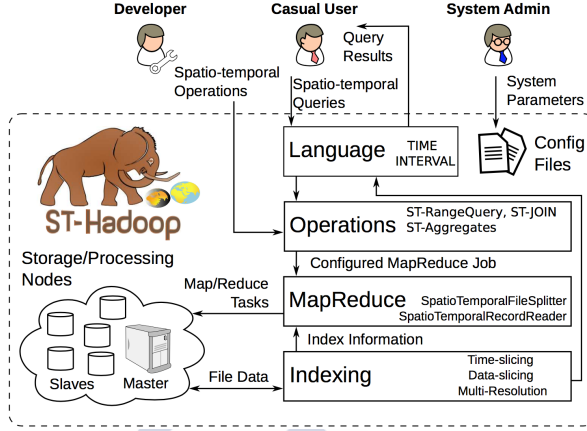 Developer
Casual User
System Admin
Query
Results
Spatio-temporal
Operations
Spatio-temporal
Queries
System
Parameters
Language
TIME
INTERVAL
Config
Files
ST-Hadoop
Operations
ST-RangeQuery, ST-JOIN
ST-Aggregates
Storage/Processing
Nodes
Configured MapReduce Job
Map/Reduce
Tasks
MapReduce
SpatioTemporalFileSplitter
SpatioTemporalRecordReader
Index Information
Slaves
Master
File Data
Indexing
Time-slicing
Data-slicing
Multi-Resolution